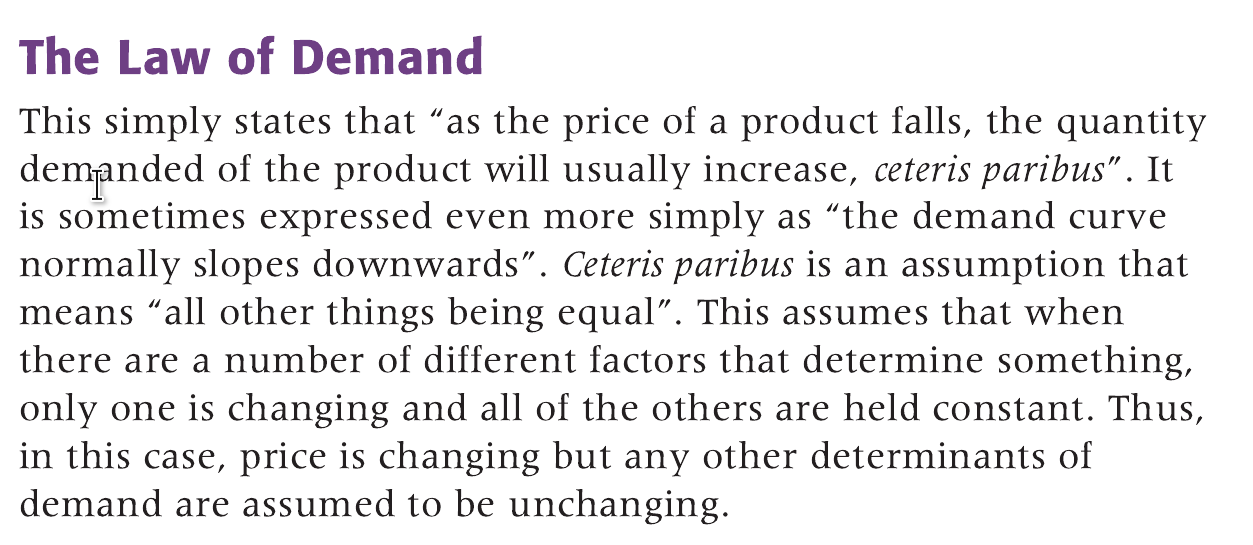 The Law of Demand
This simply states that “as the price of a product falls, the quantity
demanded of the product will usually increase, ceteris paribus”. It
is sometimes expressed even more simply as “the demand curve
normally slopes downwards”. Ceteris paribus is an assumption that
means “all other things being equal”. This assumes that when
there are a number of different factors that determine something,
only one is changing and all of the others are held constant. Thus,
in this case, price is changing but any other determinants of
demand are assumed to be unchanging.